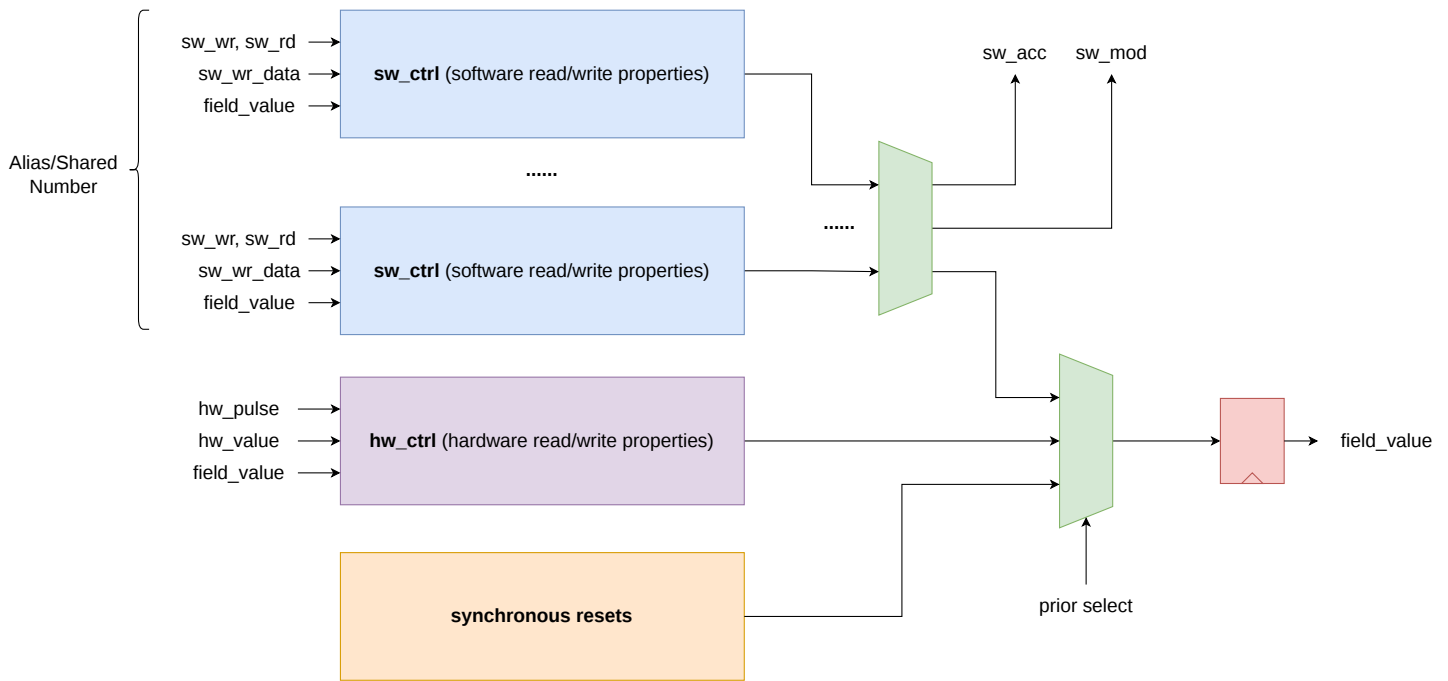 sw_wr, sw_rd
sw_wr_data
field_value
sw_ctrl (software read/write properties)
sw_acc
sw_mod
Alias/Shared
Number
......
sw_wr, sw_rd
sw_wr_data
field_value
sw_ctrl (software read/write properties)
......
hw_pulse
hw_value
field_value
hw_ctrl (hardware read/write properties)
field_value
synchronous resets
prior select